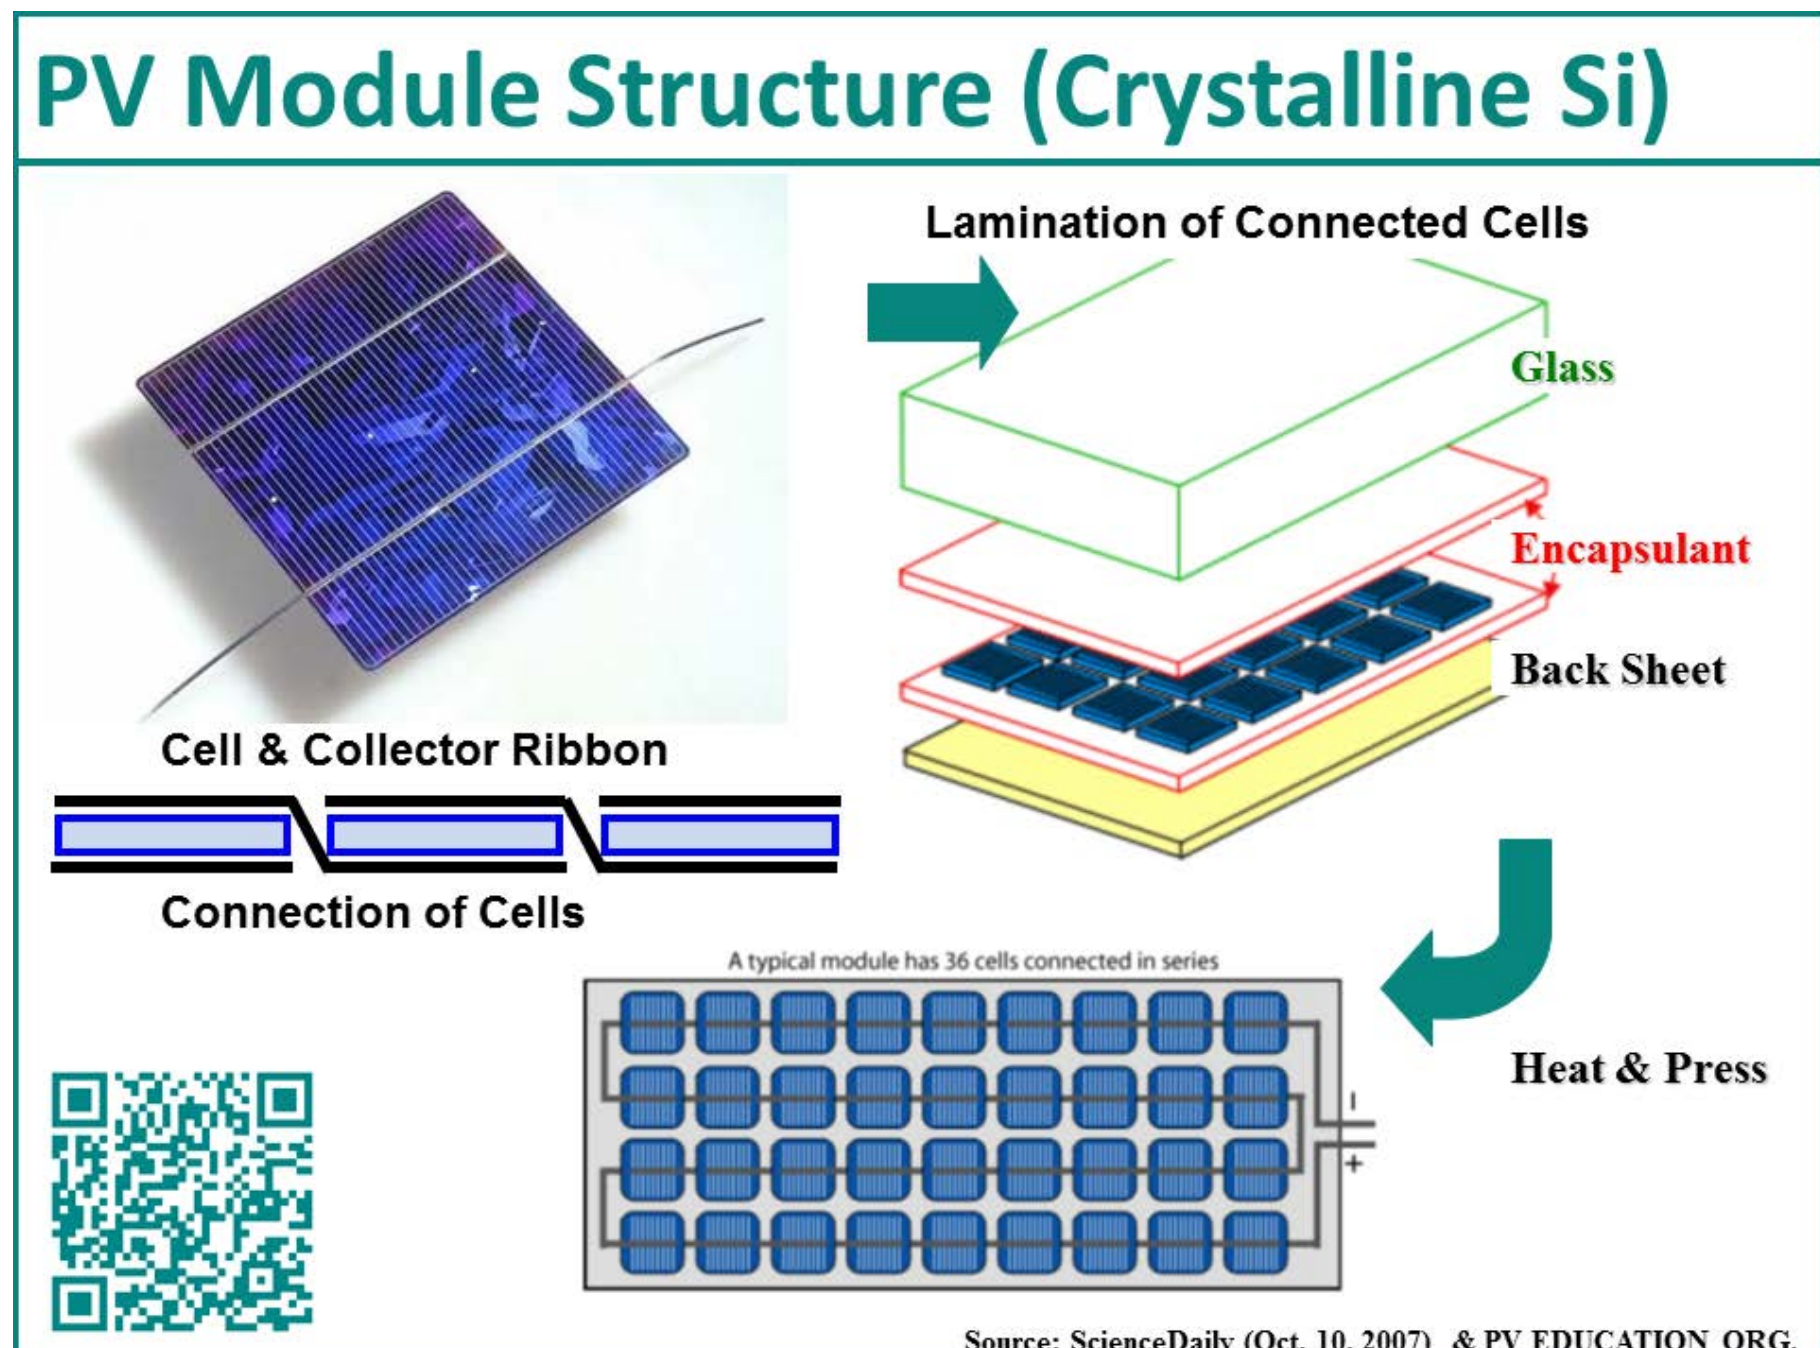 PV Module Structure (Crystalline Si)
Lamination of Connected Cells
Glass
Encapsulant
Back Sheet
Cell & Collector Ribbon
Connection of Cells
A typical module has 36 cells connected in series
–
+
Heat & Press
Source: ScienceDaily (Oct. 10, 2007) & PV EDUCATION ORG.